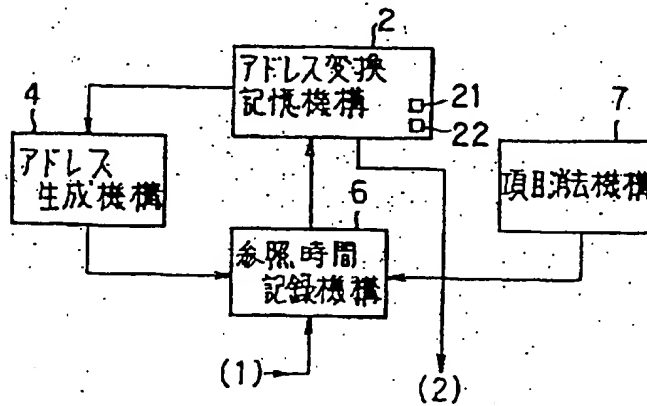 2
アドレス変換
記憶機構
21
22
4
アドレス
生成機構
7
項目消去機構
6
参照時間
記録機構
(1)
(2)